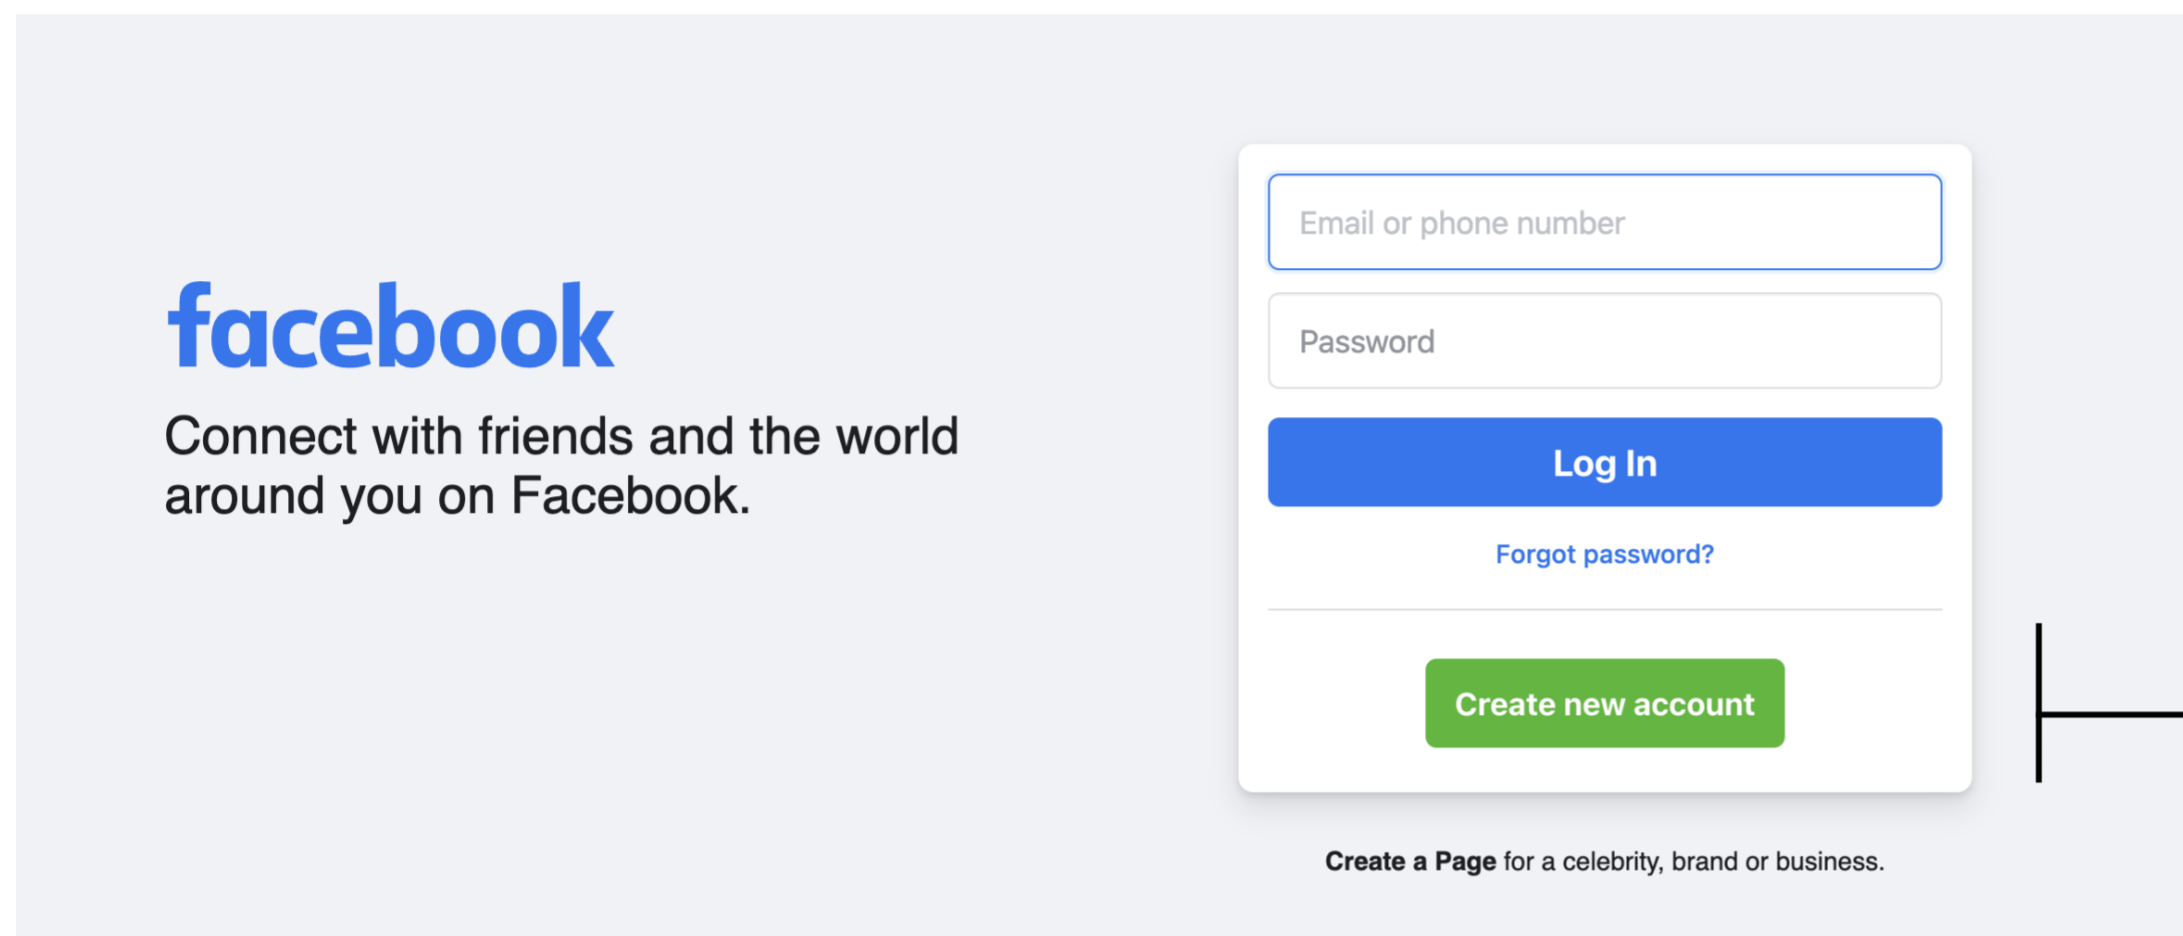 facebook
Connect with friends and the world
around you on Facebook.
Email or phone number
Password
Log In
Forgot password?
Create new account
Create a Page for a celebrity, brand or business.